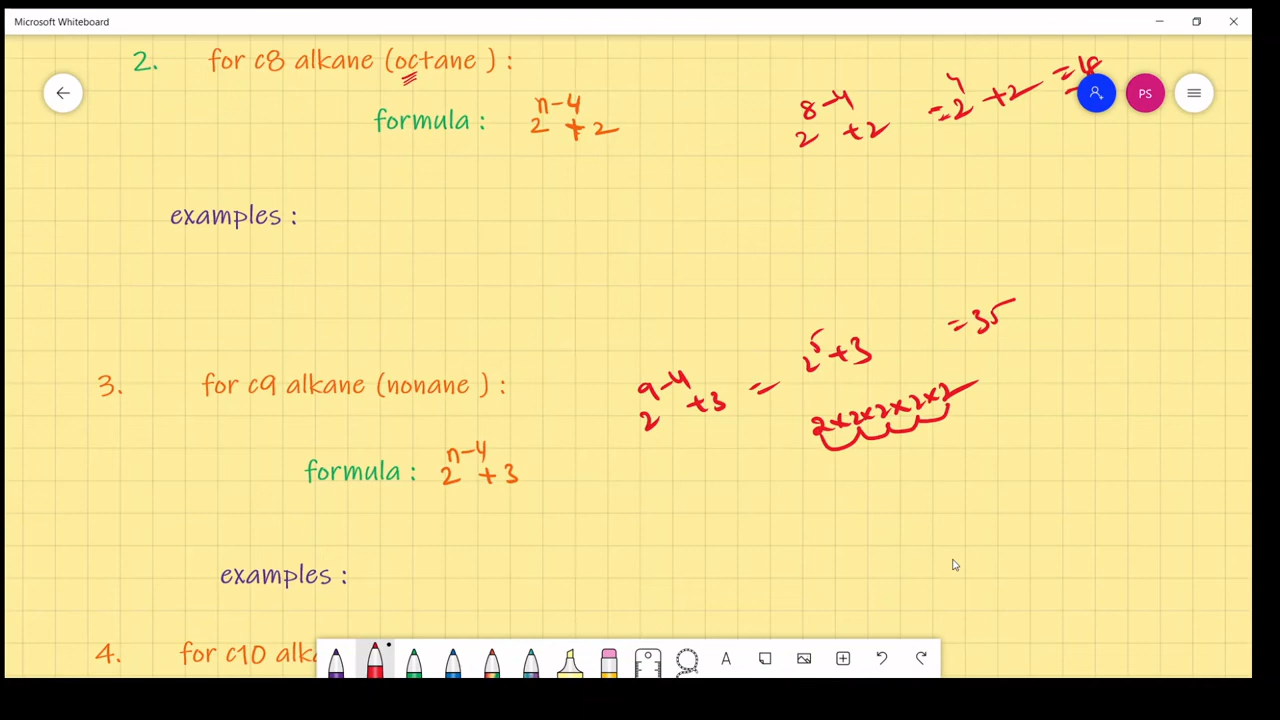 Microsoft Whiteboard
2. for c8 alkane (octane ) :
formula : 2^(n-4) + 2
2^(8-4) + 2 = 2^4 + 2 = 18
PS
examples :
3. for c9 alkane (nonane ) :
2^(9-4) + 3 = 2^5 + 3 = 35
2×2×2×2×2
formula : 2^(n-4) + 3
examples :
4. for c10
A